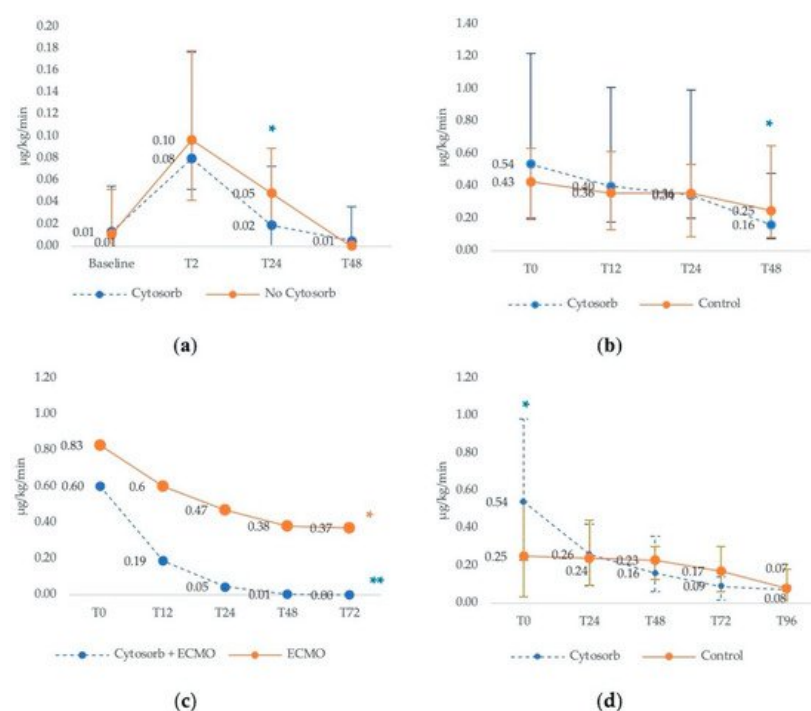 µg/kg/min
0.20
0.18
0.16
0.14
0.12
0.10
0.08
0.06
0.04
0.02
0.00
0.01
0.01
0.10
0.08
*
0.05
0.02
0.01
Baseline
T2
T24
T48
Cytosorb
No Cytosorb
(a)
µg/kg/min
1.40
1.20
1.00
0.80
0.60
0.40
0.20
0.00
0.54
0.43
0.40
0.36
0.34
*
0.25
0.16
T0
T12
T24
T48
Cytosorb
Control
(b)
µg/kg/min
1.20
1.00
0.80
0.60
0.40
0.20
0.00
0.83
0.60
0.6
0.19
0.47
0.05
0.38
0.01
0.37
0.00
*
**
T0
T12
T24
T48
T72
Cytosorb + ECMO
ECMO
(c)
µg/kg/min
1.20
1.00
0.80
0.60
0.40
0.20
0.00
*
0.54
0.25
0.26
0.24
0.23
0.16
0.17
0.09
0.07
0.08
T0
T24
T48
T72
T96
Cytosorb
Control
(d)